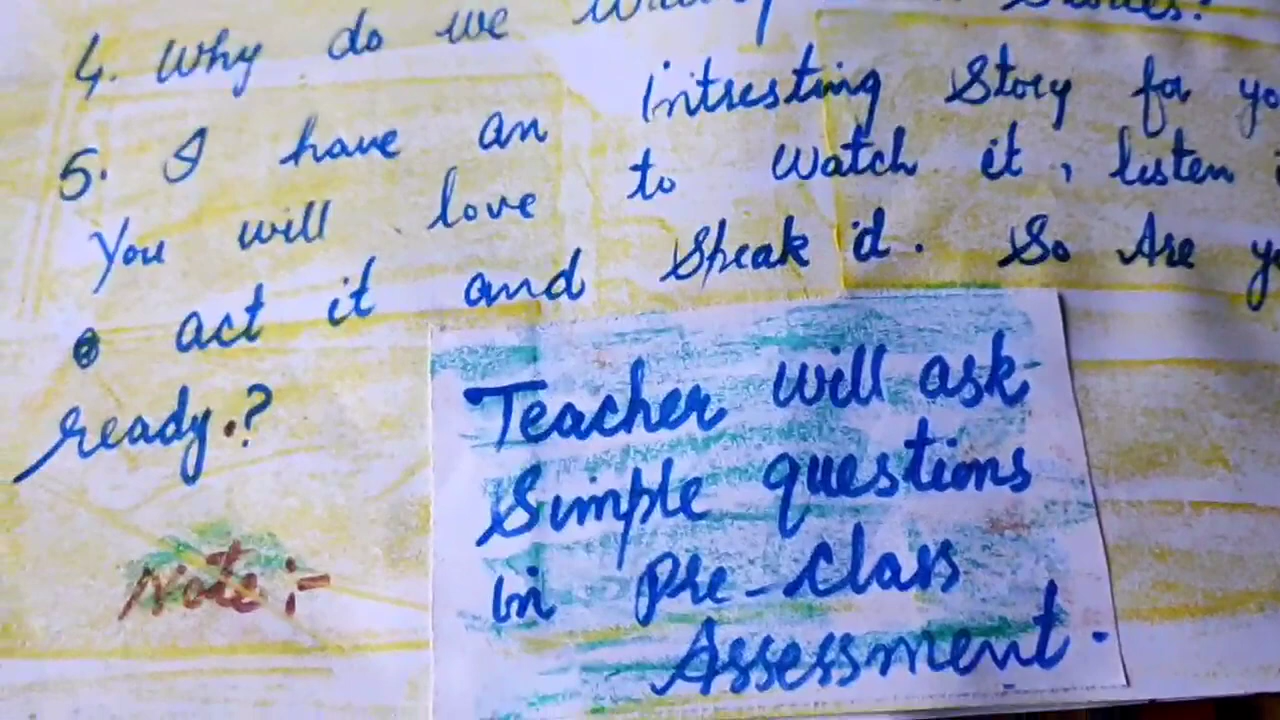 4. Why do we
5. I have an Intresting Story for
You will love to watch it, listen
act it and Speak it. So Are
ready.?
Note:-
Teacher will ask
Simple questions
in Pre-class
Assessment.